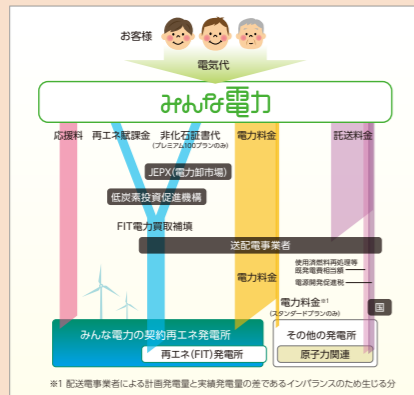 お客様
電気代
みんな電力
応援料 再エネ賦課金 非化石証書代 電力料金 託送料金
(プレミアム100プランのみ)
JEPX(電力卸市場)
低炭素投資促進機構
FIT電力買取補填
送配電事業者
使用済燃料再処理等
既発電費相当額
電力料金
電源開発促進税
電力料金※1
(スタンダードプランのみ)
国
みんな電力の契約再エネ発電所
その他の発電所
再エネ(FIT)発電所
原子力関連
※1 配送電事業者による計画発電量と実績発電量の差であるインバランスのため生じる分